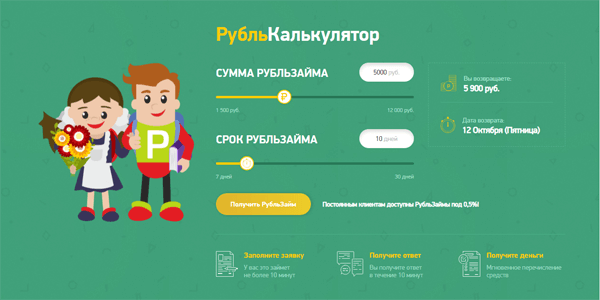 РубльКалькулятор
СУММА РУБЛЬЗАЙМА
5000 руб.
Р
1 500 руб.
12 000 руб.
Вы возвращаете:
5 900 руб.
СРОК РУБЛЬЗАЙМА
10 дней
7 дней
30 дней
Дата возврата
12 Октября (Пятница)
Р
Получить РубльЗайм
Постоянным клиентам доступны РубльЗаймы под 0,5%!
Заполните заявку
У вас это займет
не более 10 минут
Получите ответ
Вы получите ответ
в течение 10 минут
Получите деньги
Мгновенное перечисление
средств